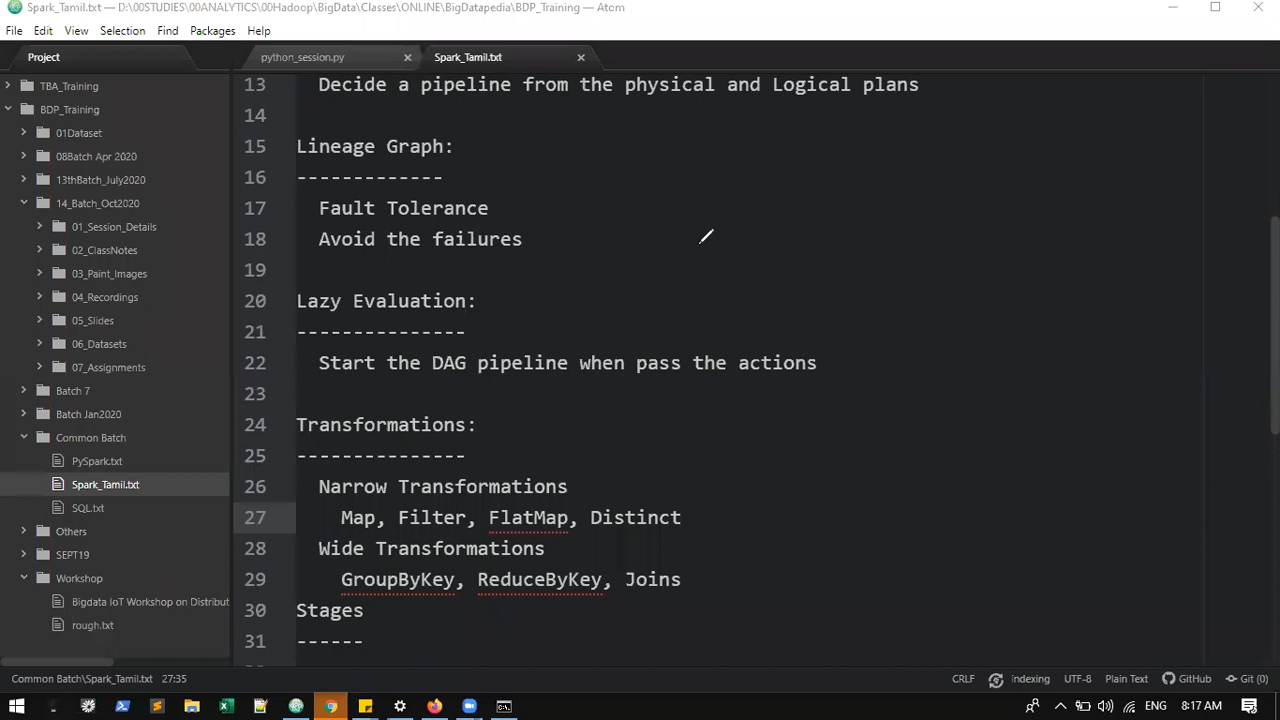 Spark_Tamil.txt — D:\00STUDIES\00ANALYTICS\00Hadoop\BigData\Classes\ONLINE\BigDatapedia\BDP_Training — Atom
File Edit View Selection Find Packages Help
Project
python_session.py
Spark_Tamil.txt
TBA_Training
BDP_Training
01Dataset
08Batch Apr 2020
13thBatch_July2020
14_Batch_Oct2020
01_Session_Details
02_ClassNotes
03_Paint_Images
04_Recordings
05_Slides
06_Datasets
07_Assignments
Batch 7
Batch Jan2020
Common Batch
PySpark.txt
Spark_Tamil.txt
SQL.txt
Others
SEPT19
Workshop
Bigdata IoT Workshop on Distribut
rough.txt
13 Decide a pipeline from the physical and Logical plans
14
15 Lineage Graph:
16 -------------
17 Fault Tolerance
18 Avoid the failures
19
20 Lazy Evaluation:
21 ---------------
22 Start the DAG pipeline when pass the actions
23
24 Transformations:
25 ---------------
26 Narrow Transformations
27 Map, Filter, FlatMap, Distinct
28 Wide Transformations
29 GroupByKey, ReduceByKey, Joins
30 Stages
31 ------
Common Batch\Spark_Tamil.txt 27:35
CRLF Indexing UTF-8 Plain Text GitHub Git (0)
ENG 8:17 AM